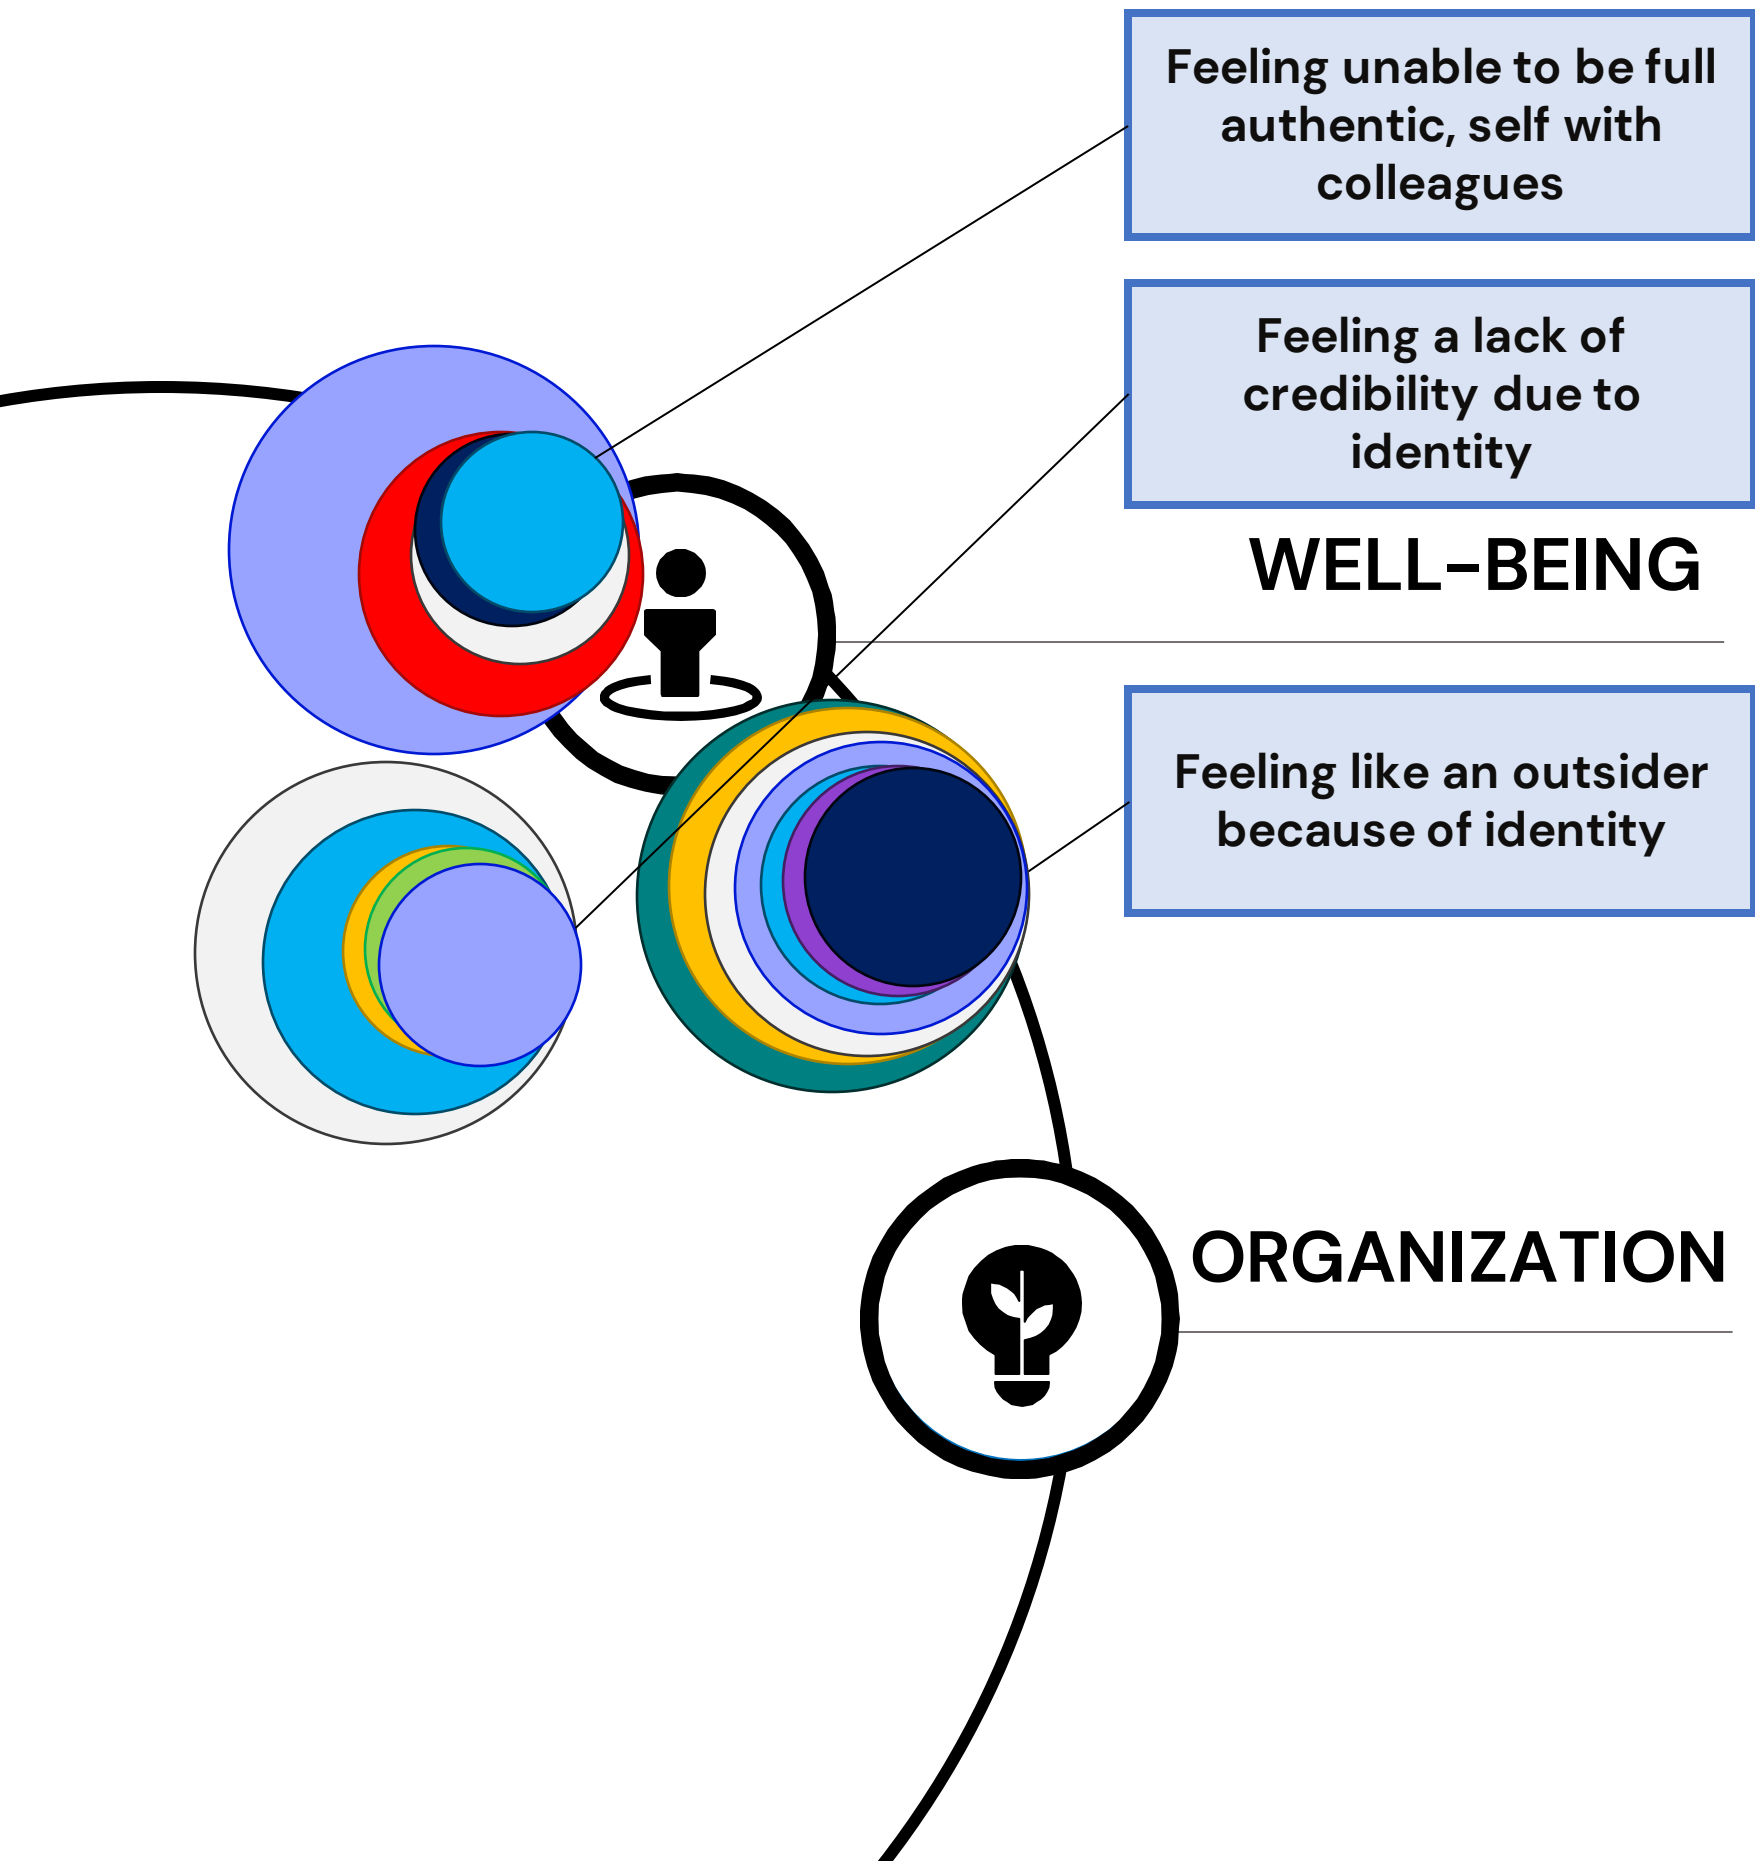 Feeling unable to be full
authentic, self with
colleagues
Feeling a lack of
credibility due to
identity
WELL-BEING
Feeling like an outsider
because of identity
ORGANIZATION